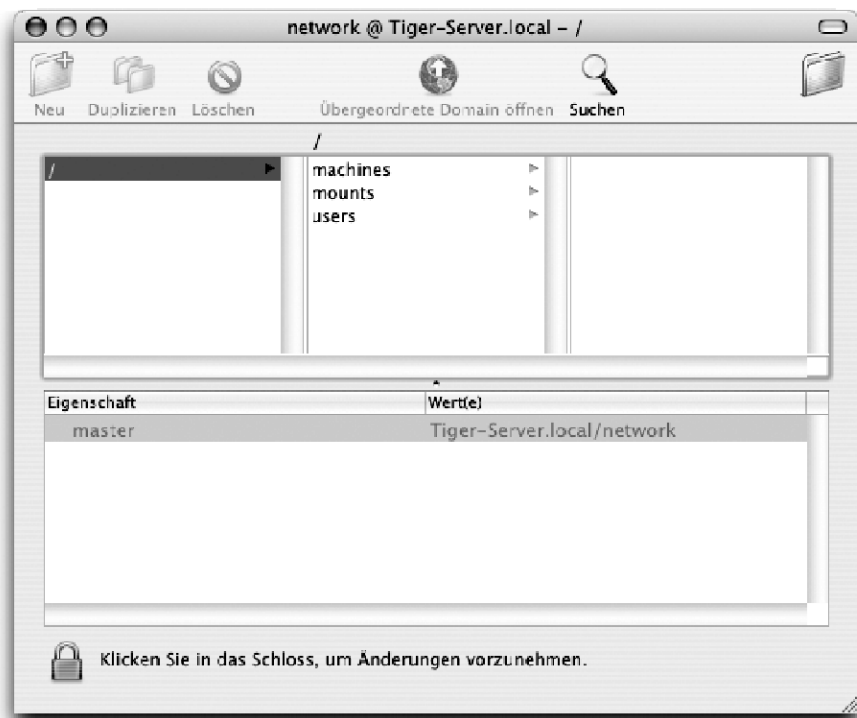 network @ Tiger-Server.local – /
Neu Duplizieren Löschen Übergeordnete Domain öffnen Suchen
/
/ machines
mounts
users
Eigenschaft Wert(e)
master Tiger-Server.local/network
Klicken Sie in das Schloss, um Änderungen vorzunehmen.